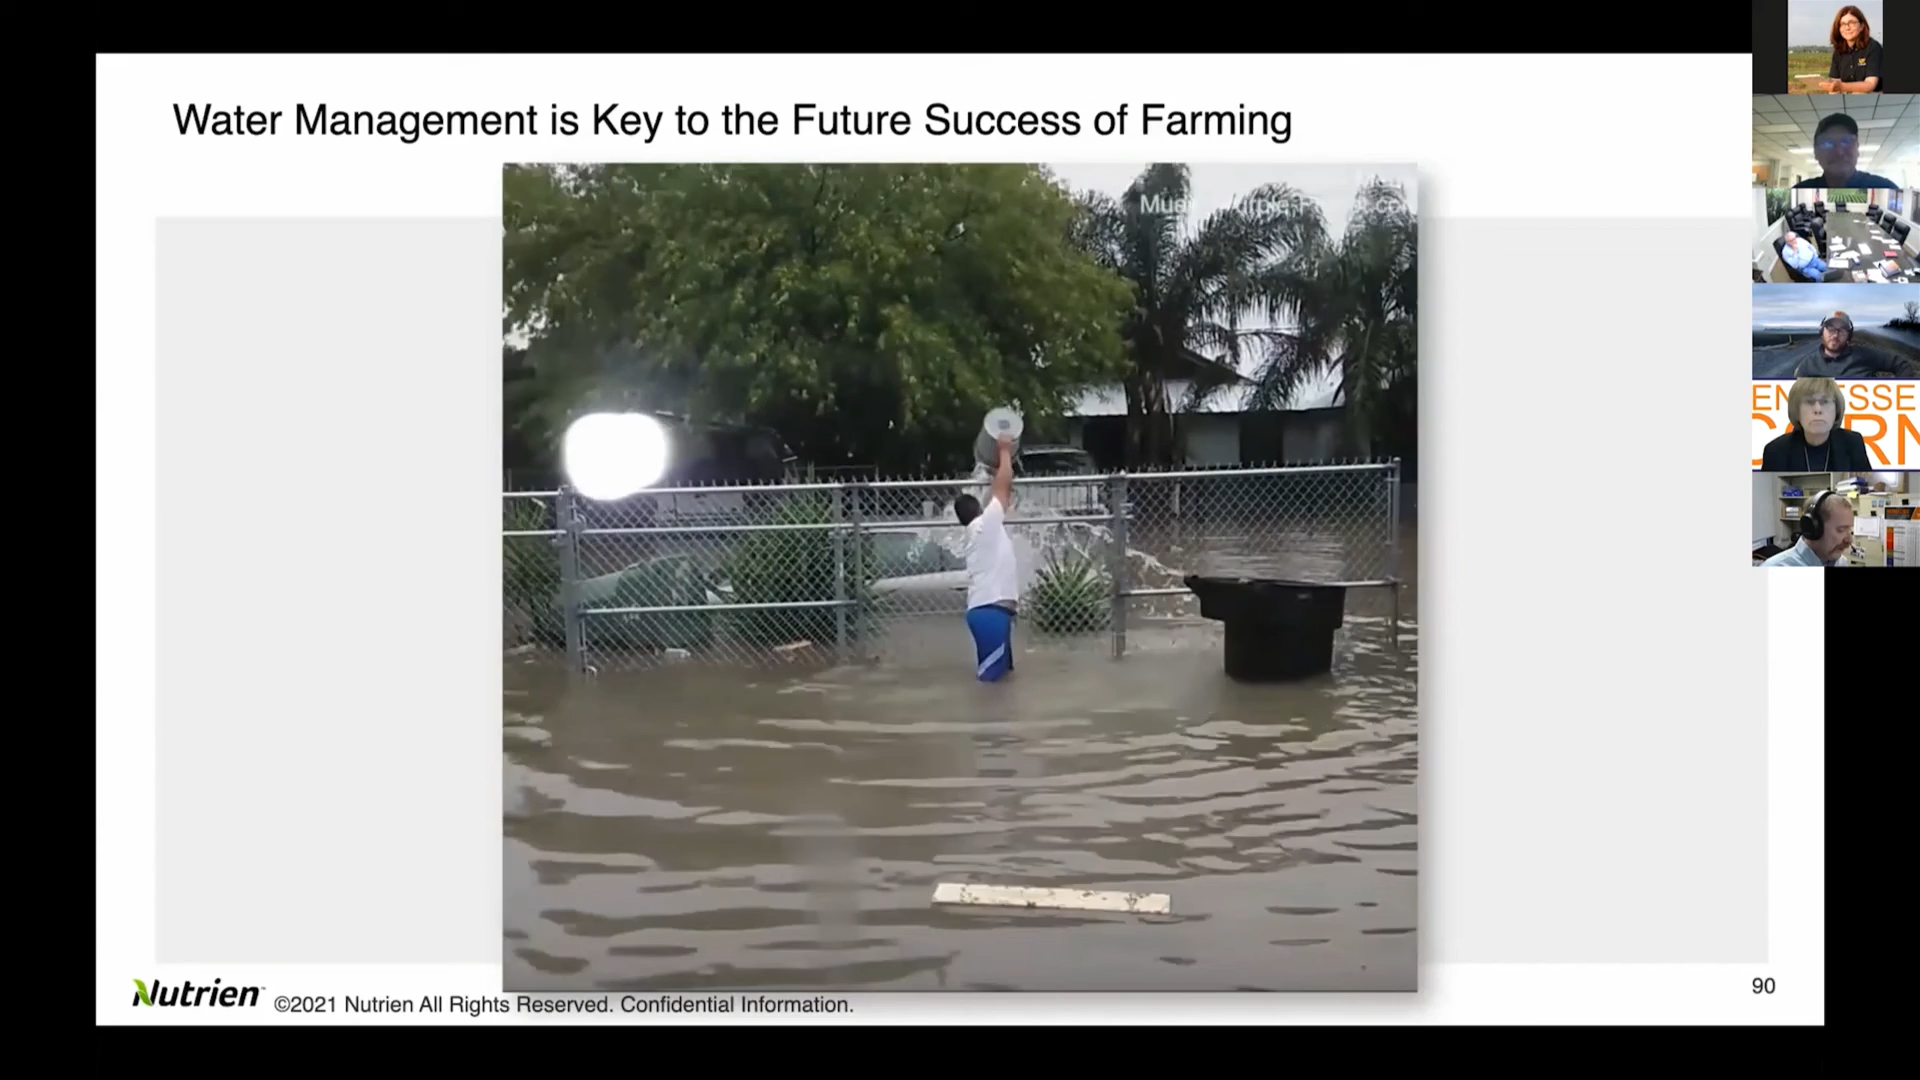 Water Management is Key to the Future Success of Farming
Nutrien
©2021 Nutrien All Rights Reserved. Confidential Information.
90